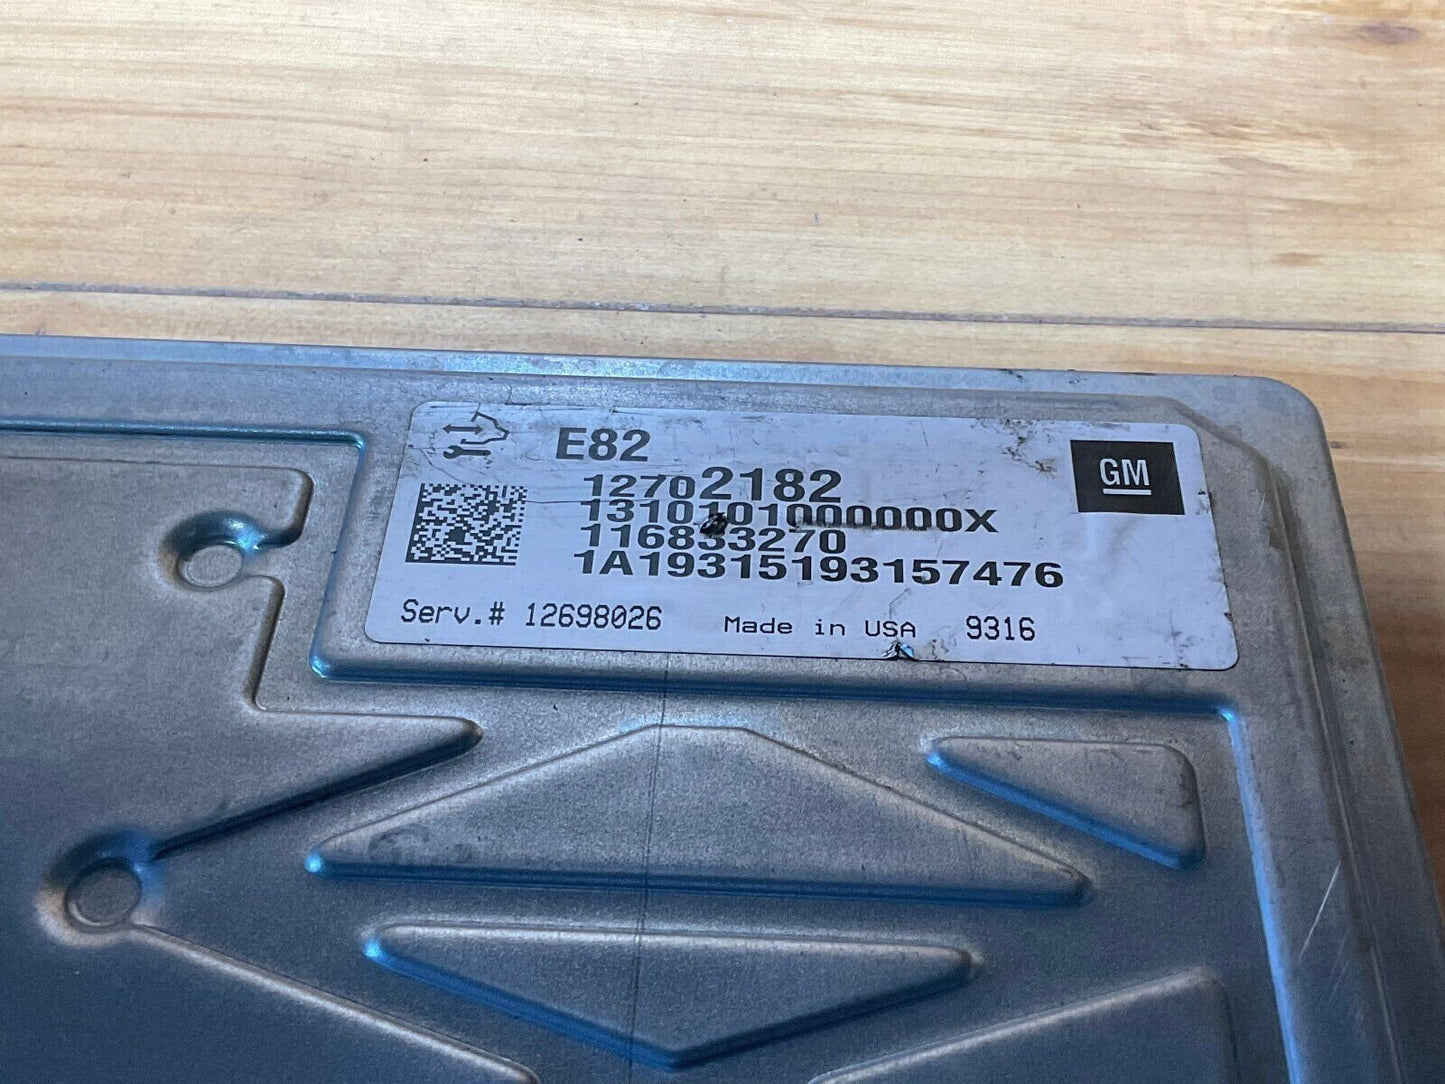 E82
GM
12702182
1310101000000X
116833270
1A19315193157476
Serv.# 12698026 Made in USA 9316